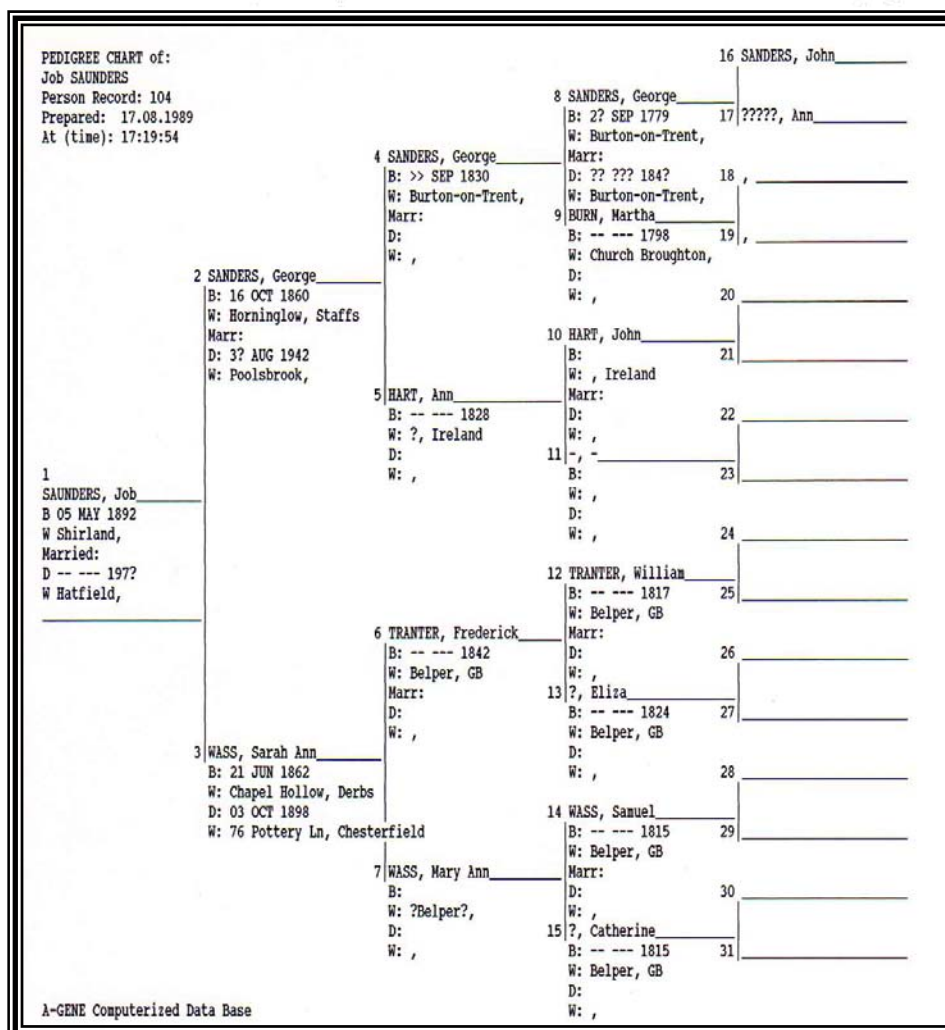 PEDIGREE CHART of:
Job SAUNDERS
Person Record: 104
Prepared: 17.08.1989
At (time): 17:19:54
1
SAUNDERS, Job
B 05 MAY 1892
W Shirland,
Married:
D -- --- 197?
W Hatfield,
2 SANDERS, George
B: 16 OCT 1860
W: Horninglow, Staffs
Marr:
D: 3? AUG 1942
W: Poolsbrook,
3 WASS, Sarah Ann
B: 21 JUN 1862
W: Chapel Hollow, Derbs
D: 03 OCT 1898
W: 76 Pottery Ln, Chesterfield
4 SANDERS, George
B: >> SEP 1830
W: Burton-on-Trent,
Marr:
D:
W: ,
5 HART, Ann
B: -- --- 1828
W: ?, Ireland
D:
W: ,
6 TRANTER, Frederick
B: -- --- 1842
W: Belper, GB
Marr:
D:
W: ,
7 WASS, Mary Ann
B:
W: ?Belper?,
D:
W: ,
8 SANDERS, George
B: 2? SEP 1779
W: Burton-on-Trent,
Marr:
D: ?? ??? 184?
W: Burton-on-Trent,
9 BURN, Martha
B: -- --- 1798
W: Church Broughton,
D:
W: ,
10 HART, John
B:
W: , Ireland
Marr:
D:
W: ,
11 -, -
B:
W: ,
D:
W: ,
12 TRANTER, William
B: -- --- 1817
W: Belper, GB
Marr:
D:
W: ,
13 ?, Eliza
B: -- --- 1824
W: Belper, GB
D:
W: ,
14 WASS, Samuel
B: -- --- 1815
W: Belper, GB
Marr:
D:
W: ,
15 ?, Catherine
B: -- --- 1815
W: Belper, GB
D:
W: ,
16 SANDERS, John
17 ?????, Ann
18 ,
19 ,
20
21
22
23
24
25
26
27
28
29
30
31
A-GENE Computerized Data Base